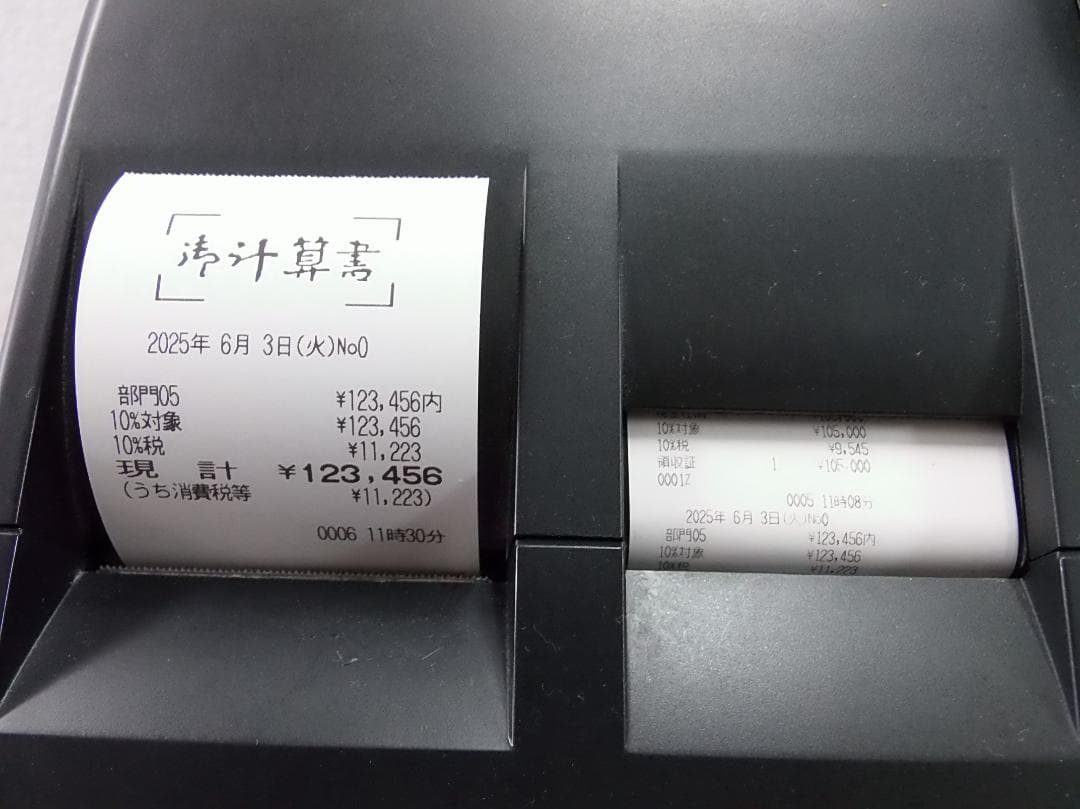 御計算書
2025年 6月 3日(火)No0
部門05 ¥123,456内
10%対象 ¥123,456
10%税 ¥11,223
現 計 ¥123,456
(うち消費税等 ¥11,223)
0006 11時30分
10%対象 ¥105,000
10%税 ¥9,545
領収証 1 ¥105,000
0001Z
0005 11時08分
2025年 6月 3日(火)No0
部門05 ¥123,456内
10%対象 ¥123,456
10%税 ¥11,223